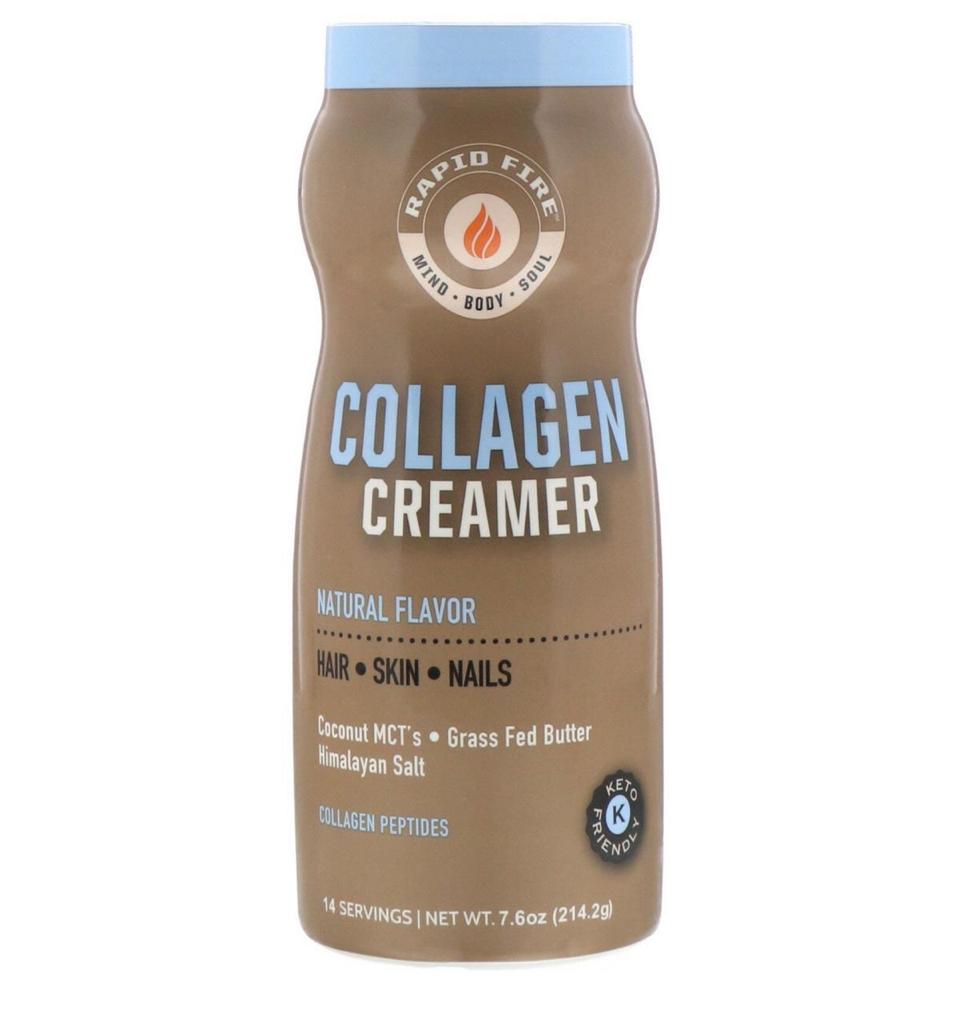 RAPID FIRE™
MIND • BODY • SOUL
COLLAGEN
CREAMER
NATURAL FLAVOR
HAIR • SKIN • NAILS
Coconut MCT's • Grass Fed Butter
Himalayan Salt
KETO
K
FRIENDLY
COLLAGEN PEPTIDES
14 SERVINGS | NET WT. 7.6oz (214.2g)